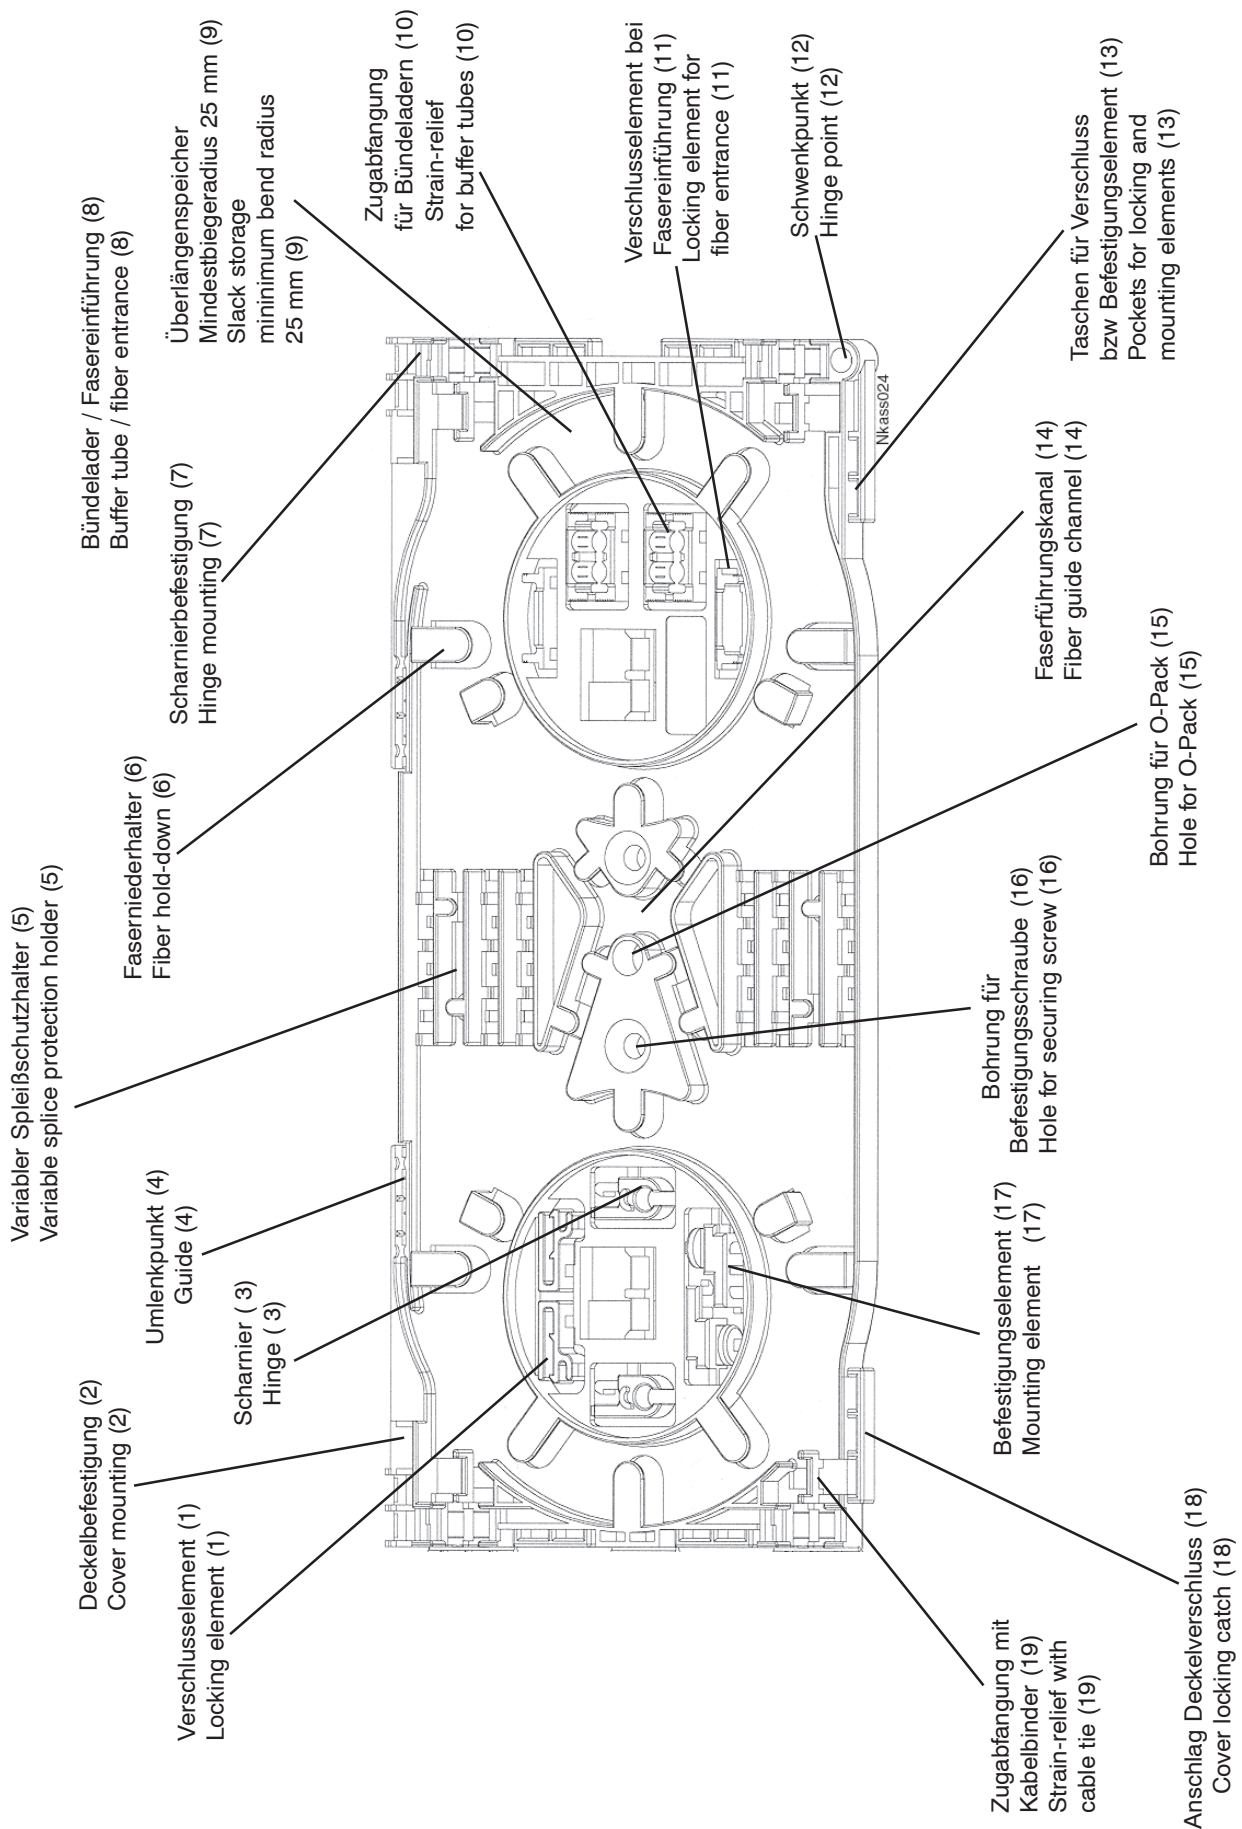 Verschlusselement (1)
Locking element (1)
Deckelbefestigung (2)
Cover mounting (2)
Scharnier ( 3)
Hinge ( 3)
Umlenkpunkt (4)
Guide (4)
Variabler Spleißschutzhalter (5)
Variable splice protection holder (5)
Faserniederhalter (6)
Fiber hold-down (6)
Scharnierbefestigung (7)
Hinge mounting (7)
Bündelader / Fasereinführung (8)
Buffer tube / fiber entrance (8)
Überlängenspeicher
Mindestbiegeradius 25 mm (9)
Slack storage
mininimum bend radius
25 mm (9)
Zugabfangung
für Bündeladern (10)
Strain-relief
for buffer tubes (10)
Verschlusselement bei
Fasereinführung (11)
Locking element for
fiber entrance (11)
Schwenkpunkt (12)
Hinge point (12)
Taschen für Verschluss
bzw Befestigungselement (13)
Pockets for locking and
mounting elements (13)
Nkass024
Faserführungskanal (14)
Fiber guide channel (14)
Bohrung für O-Pack (15)
Hole for O-Pack (15)
Bohrung für
Befestigungsschraube (16)
Hole for securing screw (16)
Befestigungselement (17)
Mounting element (17)
Anschlag Deckelverschluss (18)
Cover locking catch (18)
Zugabfangung mit
Kabelbinder (19)
Strain-relief with
cable tie (19)